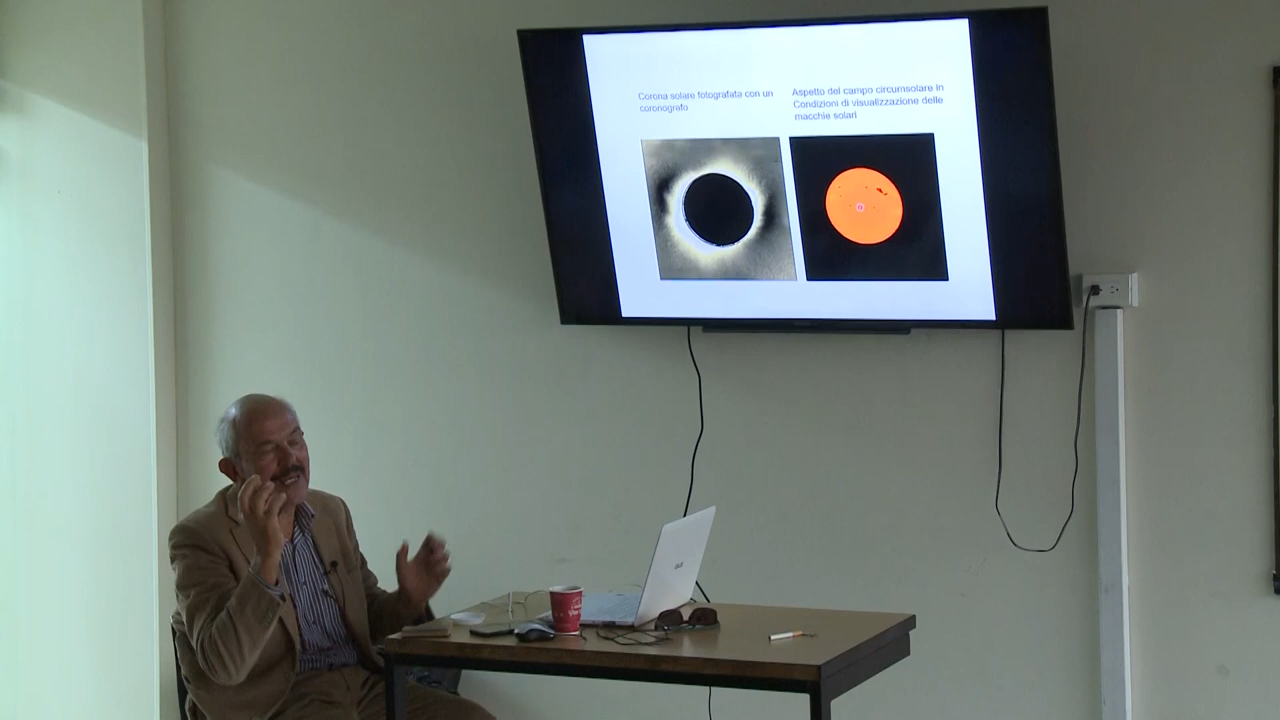 Corona solare fotografata con un
coronografo
Aspetto del campo circumsolare in
Condizioni di visualizzazione delle
macchie solari